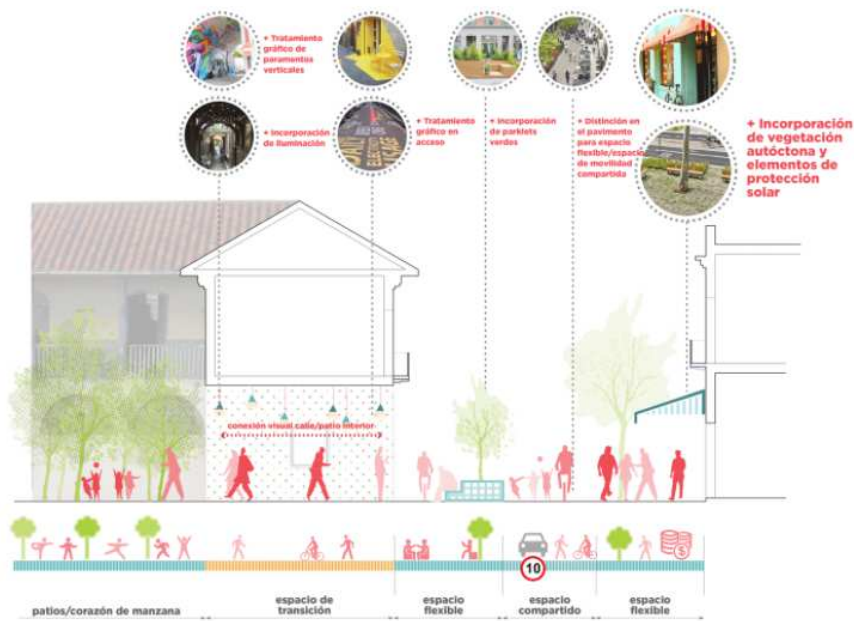 + Tratamiento
gráfico de
paramentos
verticales
+ Incorporación
de iluminación
+ Tratamiento
gráfico en
acceso
+ Incorporación
de parklets
verdes
+ Distinción en
el pavimento
para espacio
flexible/espacio
de movilidad
compartida
+ Incorporación
de vegetación
autóctona y
elementos de
protección
solar
conexión visual calle/patio interior
10
$
patios/corazón de manzana
espacio de
transición
espacio
flexible
espacio
compartido
espacio
flexible